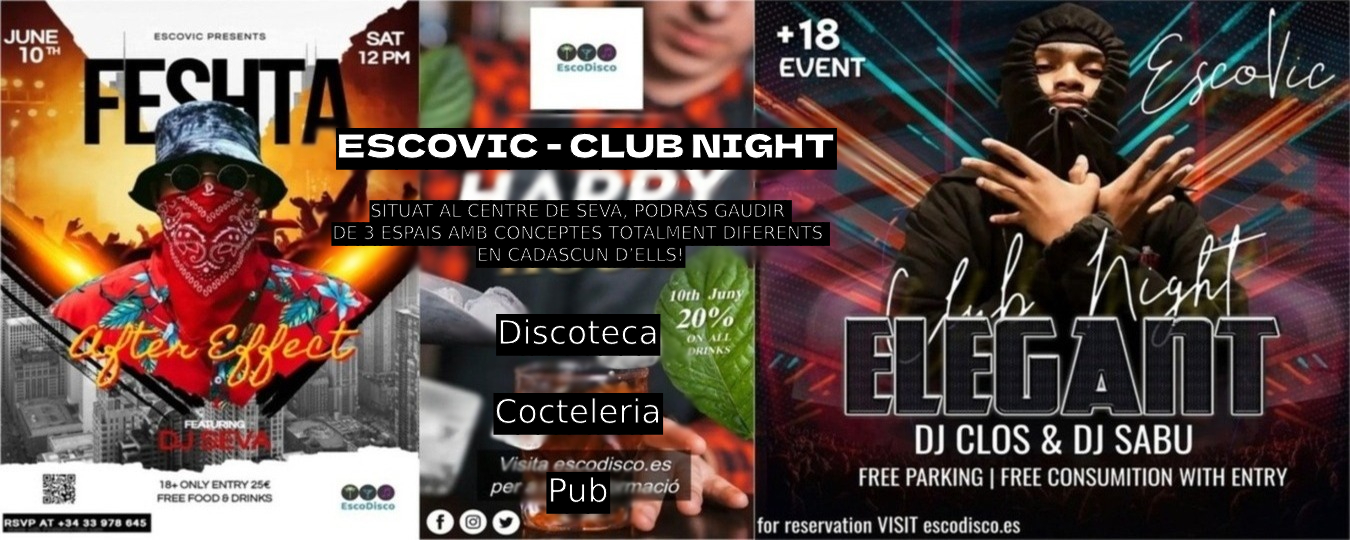 JUNE
10TH
ESCOVIC PRESENTS
SAT
12 PM
FESHTA
After Effect
FEATURING
DJ SEVA
18+ ONLY ENTRY 25€
FREE FOOD & DRINKS
EscoDisco
RSVP AT +34 33 978 645
EscoDisco
ESCOVIC - CLUB NIGHT
HAPPY
SITUAT AL CENTRE DE SEVA, PODRÀS GAUDIR
DE 3 ESPAIS AMB CONCEPTES TOTALMENT DIFERENTS
EN CADASCUN D'ELLS!
10th Juny
20%
ON ALL
DRINKS
Discoteca
Cocteleria
Visita escodisco.es
Pub
+18
EVENT
EscoVic
Club Night
ELEGANT
DJ CLOS & DJ SABU
FREE PARKING | FREE CONSUMITION WITH ENTRY
for reservation VISIT escodisco.es